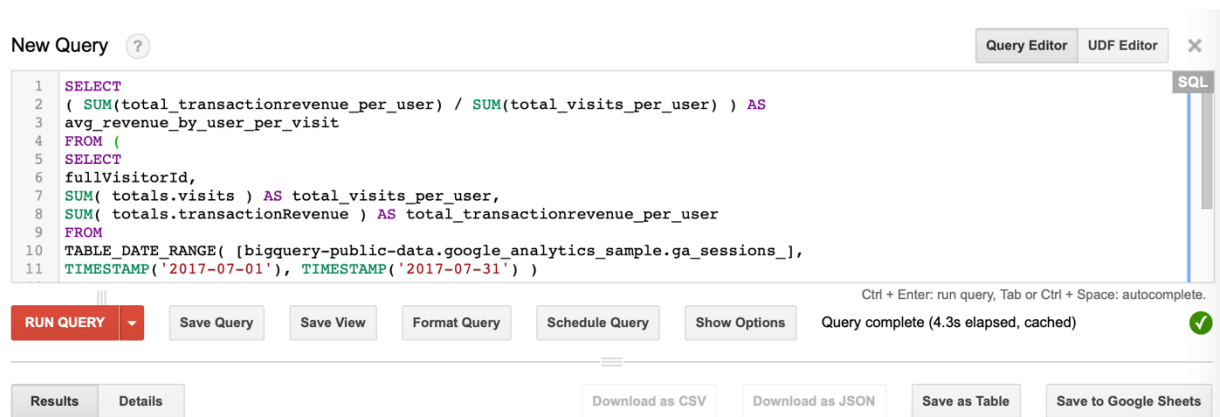 New Query ?
Query Editor UDF Editor ×
SQL
1 SELECT
2 ( SUM(total_transactionrevenue_per_user) / SUM(total_visits_per_user) ) AS
3 avg_revenue_by_user_per_visit
4 FROM (
5 SELECT
6 fullVisitorId,
7 SUM( totals.visits ) AS total_visits_per_user,
8 SUM( totals.transactionRevenue ) AS total_transactionrevenue_per_user
9 FROM
10 TABLE_DATE_RANGE( [bigquery-public-data.google_analytics_sample.ga_sessions_],
11 TIMESTAMP('2017-07-01'), TIMESTAMP('2017-07-31') )
Ctrl + Enter: run query, Tab or Ctrl + Space: autocomplete.
RUN QUERY Save Query Save View Format Query Schedule Query Show Options Query complete (4.3s elapsed, cached)
Results Details Download as CSV Download as JSON Save as Table Save to Google Sheets